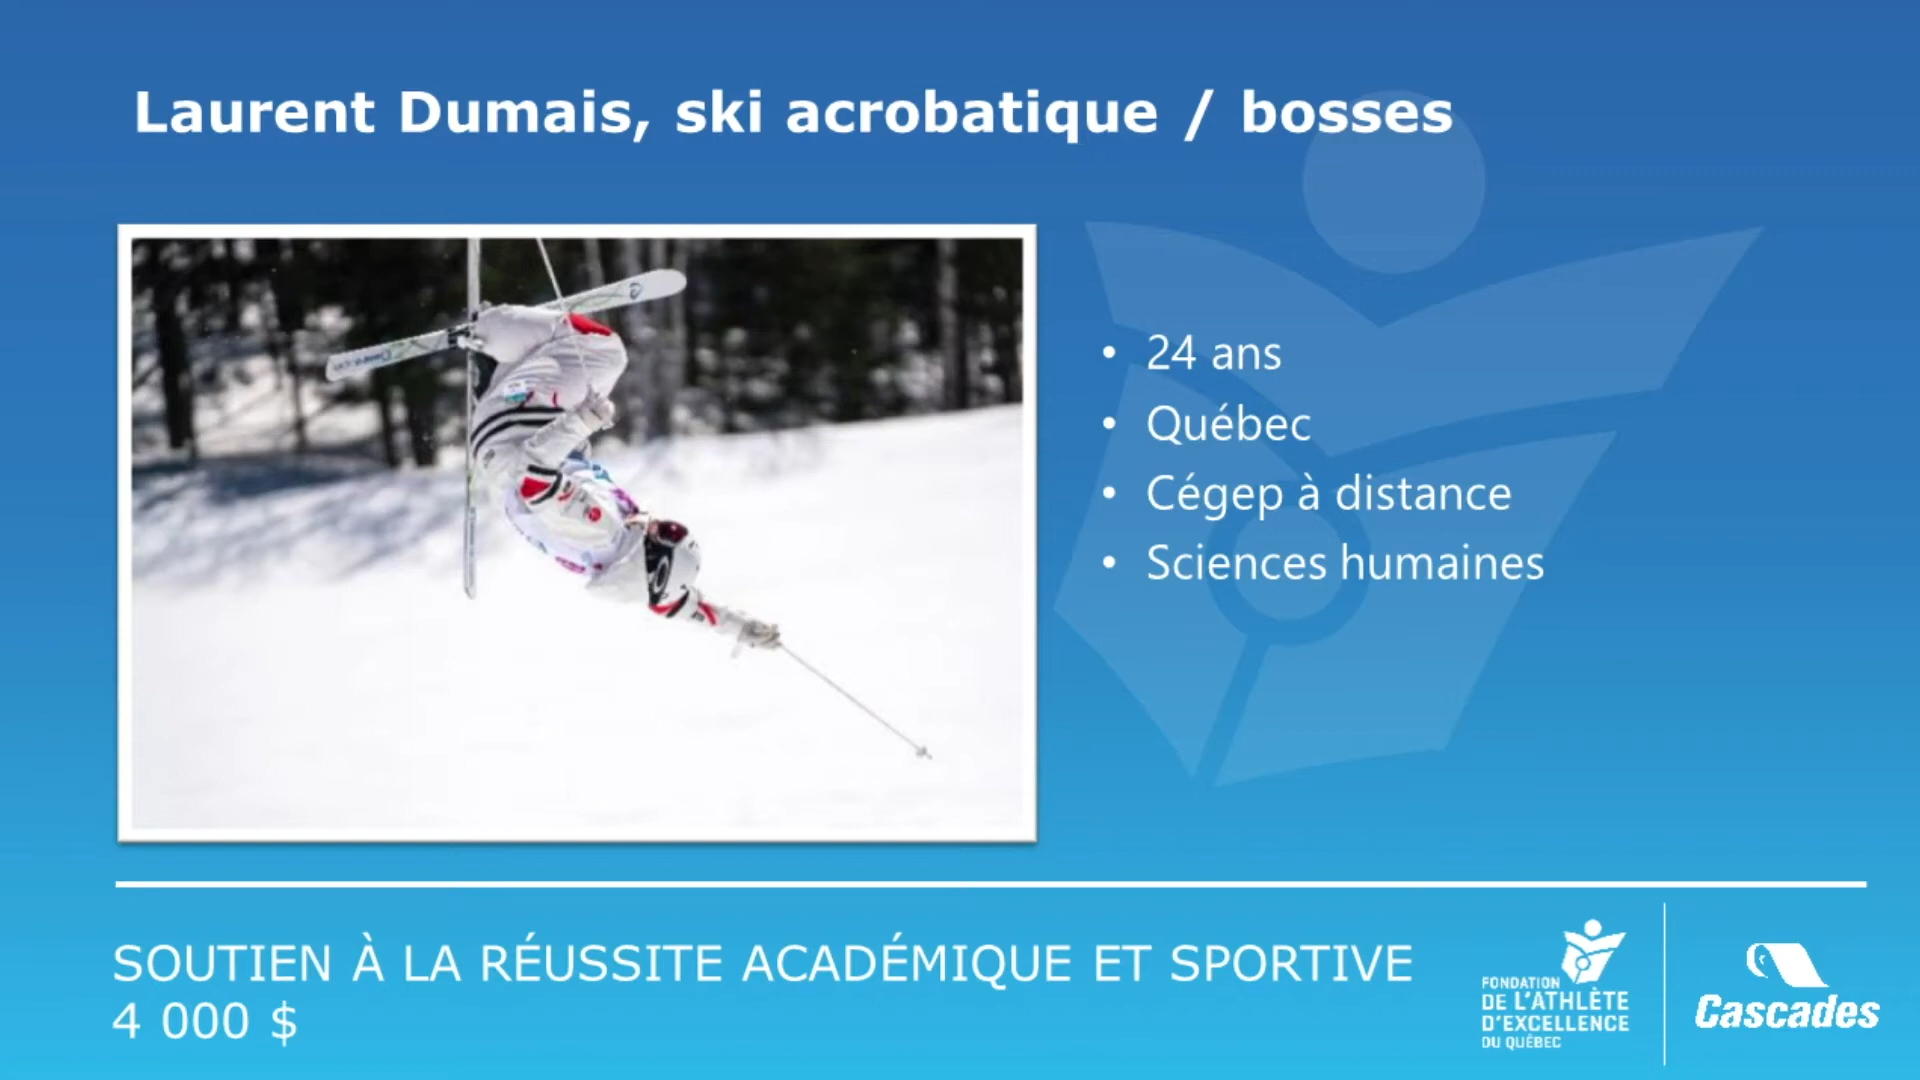 Laurent Dumais, ski acrobatique / bosses
• 24 ans
• Québec
• Cégep à distance
• Sciences humaines
SOUTIEN À LA RÉUSSITE ACADÉMIQUE ET SPORTIVE
4 000 $
FONDATION
DE L'ATHLÈTE
D'EXCELLENCE
DU QUÉBEC
Cascades